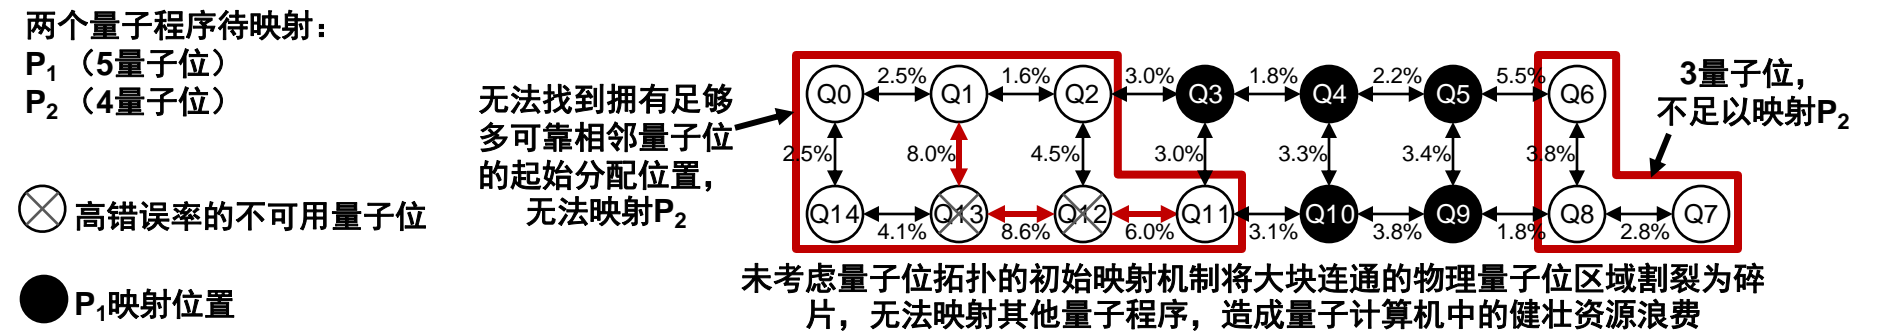 两个量子程序待映射：
P1（5量子位）
P2（4量子位）
高错误率的不可用量子位
P1映射位置
无法找到拥有足够
多可靠相邻量子位
的起始分配位置，
无法映射P2
Q0 2.5% Q1 1.6% Q2 3.0% Q3 1.8% Q4 2.2% Q5 5.5% Q6
2.5% 8.0% 4.5% 3.0% 3.3% 3.4% 3.8%
Q14 Q13 Q12 Q11 Q10 Q9 Q8 Q7
4.1% 8.6% 6.0% 3.1% 3.8% 1.8% 2.8%
3量子位，
不足以映射P2
未考虑量子位拓扑的初始映射机制将大块连通的物理量子位区域割裂为碎
片，无法映射其他量子程序，造成量子计算机中的健壮资源浪费